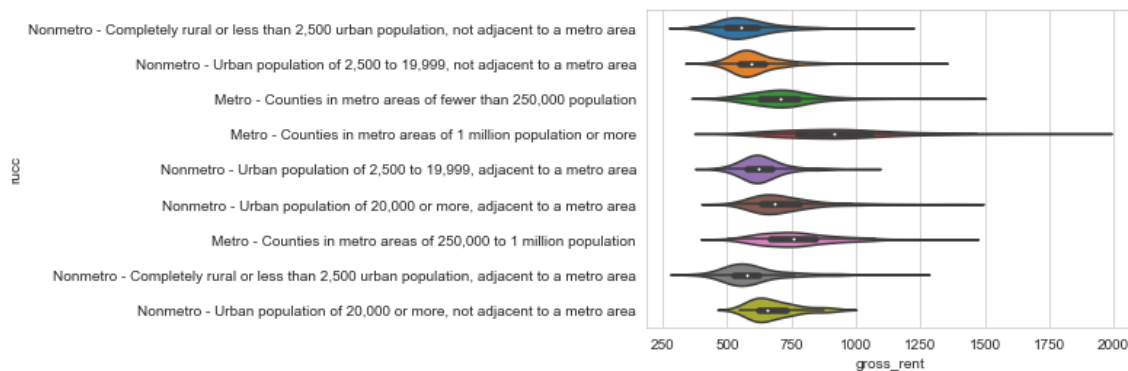 Nonmetro - Completely rural or less than 2,500 urban population, not adjacent to a metro area
Nonmetro - Urban population of 2,500 to 19,999, not adjacent to a metro area
Metro - Counties in metro areas of fewer than 250,000 population
Metro - Counties in metro areas of 1 million population or more
Nonmetro - Urban population of 2,500 to 19,999, adjacent to a metro area
Nonmetro - Urban population of 20,000 or more, adjacent to a metro area
Metro - Counties in metro areas of 250,000 to 1 million population
Nonmetro - Completely rural or less than 2,500 urban population, adjacent to a metro area
Nonmetro - Urban population of 20,000 or more, not adjacent to a metro area
rucc
250 500 750 1000 1250 1500 1750 2000
gross_rent